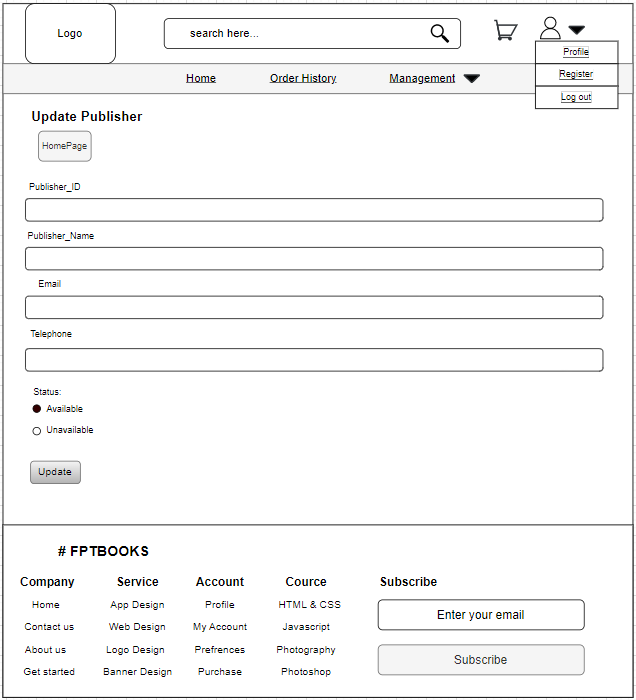 Logo
search here...
Profile
Register
Log out
Home Order History Management
Update Publisher
HomePage
Publisher_ID
Publisher_Name
Email
Telephone
Status:
Available
Unavailable
Update
# FPTBOOKS
Company Service Account Cource Subscribe
Home App Design Profile HTML & CSS Enter your email
Contact us Web Design My Account Javascript
About us Logo Design Prefrences Photography Subscribe
Get started Banner Design Purchase Photoshop